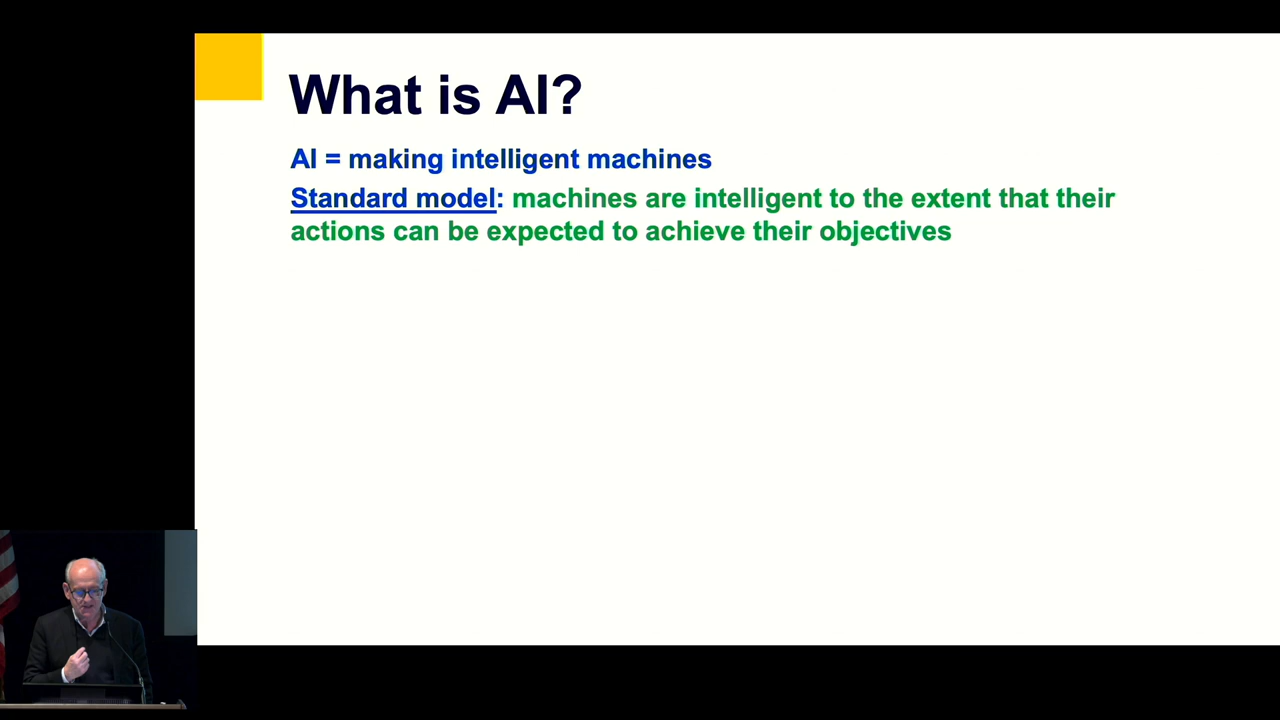 What is AI?
AI = making intelligent machines
Standard model: machines are intelligent to the extent that their
actions can be expected to achieve their objectives